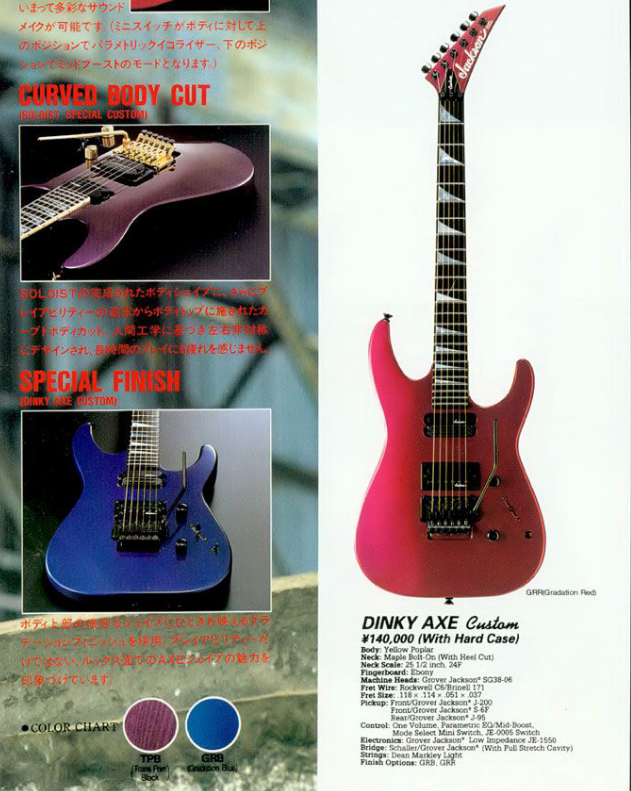 いまって多彩なサウンド
メイクが可能です(ミニスイッチがボディに対して上
のポジションでパラメトリックイコライザー、下のポジ
ションでミッドブーストのモードとなります。)
CURVED BODY CUT
(SOLOIST SPECIAL CUSTOM)
SOLOISTの完成されたボディシェイプに、さらにプ
レイアビリティーの追求からボディトップに施されたカ
ーブドボディカット。人間工学に基づき左右非対称
にデザインされ、長時間のプレイにも疲れを感じません。
SPECIAL FINISH
(DINKY AXE CUSTOM)
ボディ上部の
デーションフィニッシュを採用。プレイアビリティーだ
けではない、ルックス面でのAXEシェイプの魅力を
印象づけています。
●COLOR CHART
TPB
(Trans Pink
Black
GRB
(Gradation Blue)
Jackson
GRR(Gradation Red)
DINKY AXE Custom
¥140,000 (With Hard Case)
Body: Yellow Poplar
Neck: Maple Bolt-On (With Heel Cut)
Neck Scale: 25 1/2 inch, 24F
Fingerboard: Ebony
Machine Heads: Grover Jackson® SG38-06
Fret Wire: Rockwell C6/Brinell 171
Fret Size: .118 × .114 × .051 × .037
Pickup: Front/Grover Jackson® J-200
Front/Grover Jackson® S-6F
Rear/Grover Jackson® J-95
Control: One Volume, Parametric EQ/Mid-Boost,
Mode Select Mini Switch, JE-0005 Switch
Electronics: Grover Jackson® Low Impedance JE-1550
Bridge: Schaller/Grover Jackson® (With Full Stretch Cavity)
Strings: Dean Markley Light
Finish Options: GRB, GRR